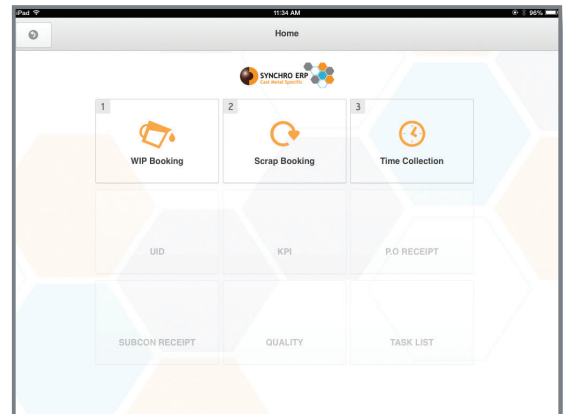 iPad 11:34 AM 96%
Home
SYNCHRO ERP
Cast Metal Specific
1 2 3
WIP Booking Scrap Booking Time Collection
UID KPI P.O RECEIPT
SUBCON RECEIPT QUALITY TASK LIST